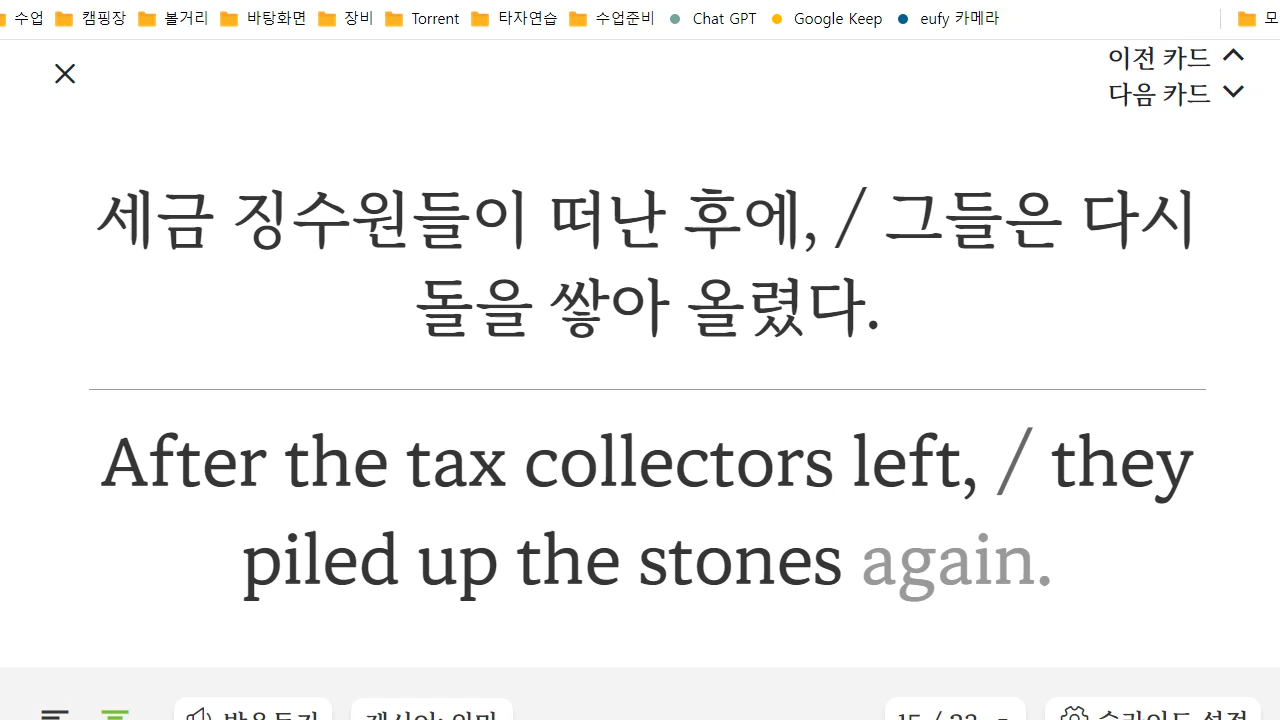 수업 캠핑장 볼거리 바탕화면 장비 Torrent 타자연습 수업준비 Chat GPT Google Keep eufy 카메라
이전 카드
다음 카드
세금 징수원들이 떠난 후에, / 그들은 다시
돌을 쌓아 올렸다.
After the tax collectors left, / they
piled up the stones again.